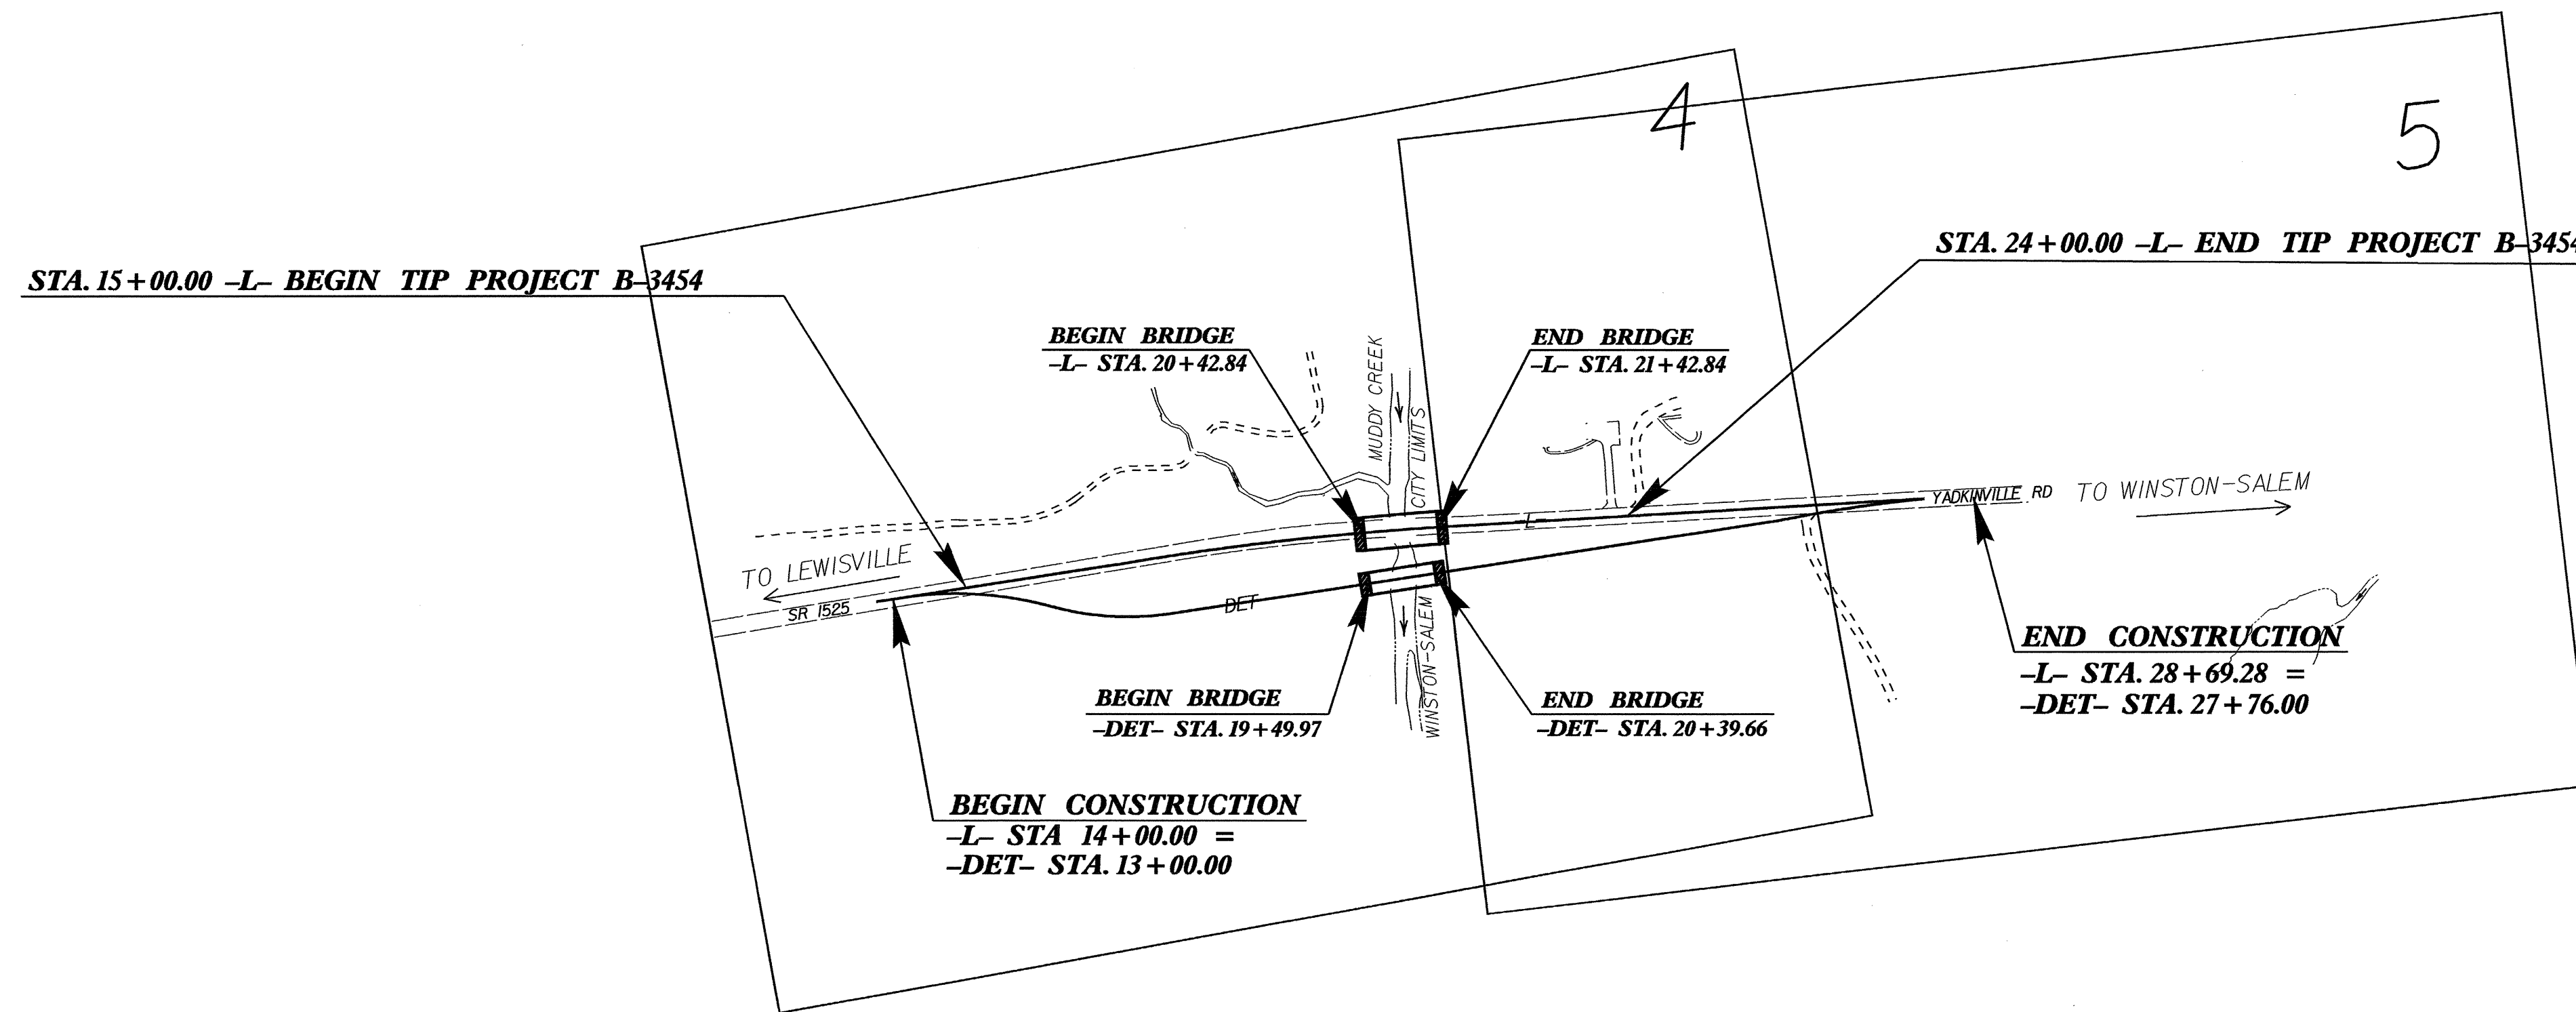 4
5
STA. 24+00.00 –L– END TIP PROJECT B–3454
STA. 15+00.00 –L– BEGIN TIP PROJECT B–3454
BEGIN BRIDGE
–L– STA. 20+42.84
MUDDY CREEK
CITY LIMITS
END BRIDGE
–L– STA. 21+42.84
YADKINVILLE RD
TO WINSTON-SALEM
–L–
TO LEWISVILLE
SR 1525
DET
WINSTON-SALEM
BEGIN BRIDGE
–DET– STA. 19+49.97
END BRIDGE
–DET– STA. 20+39.66
END CONSTRUCTION
–L– STA. 28+69.28 =
–DET– STA. 27+76.00
BEGIN CONSTRUCTION
–L– STA 14+00.00 =
–DET– STA. 13+00.00